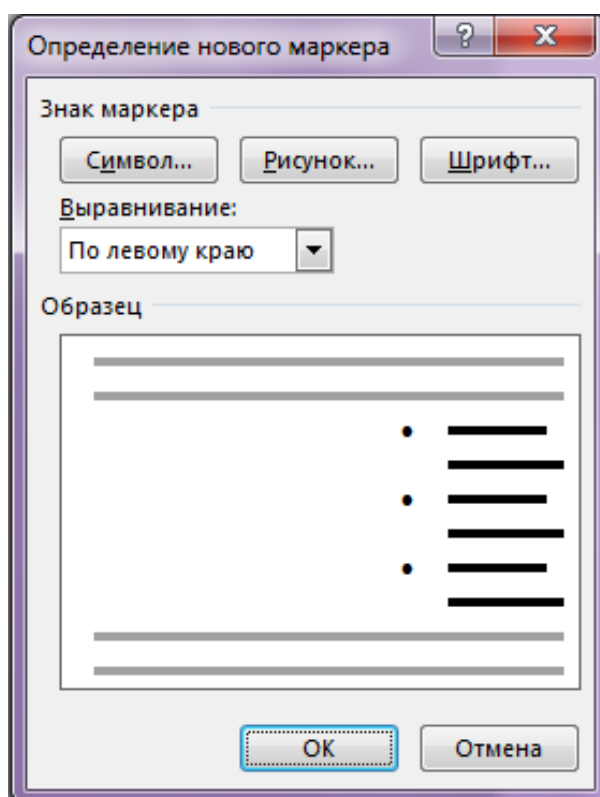 Определение нового маркера
Знак маркера
Символ... Рисунок... Шрифт...
Выравнивание:
По левому краю
Образец
ОК Отмена